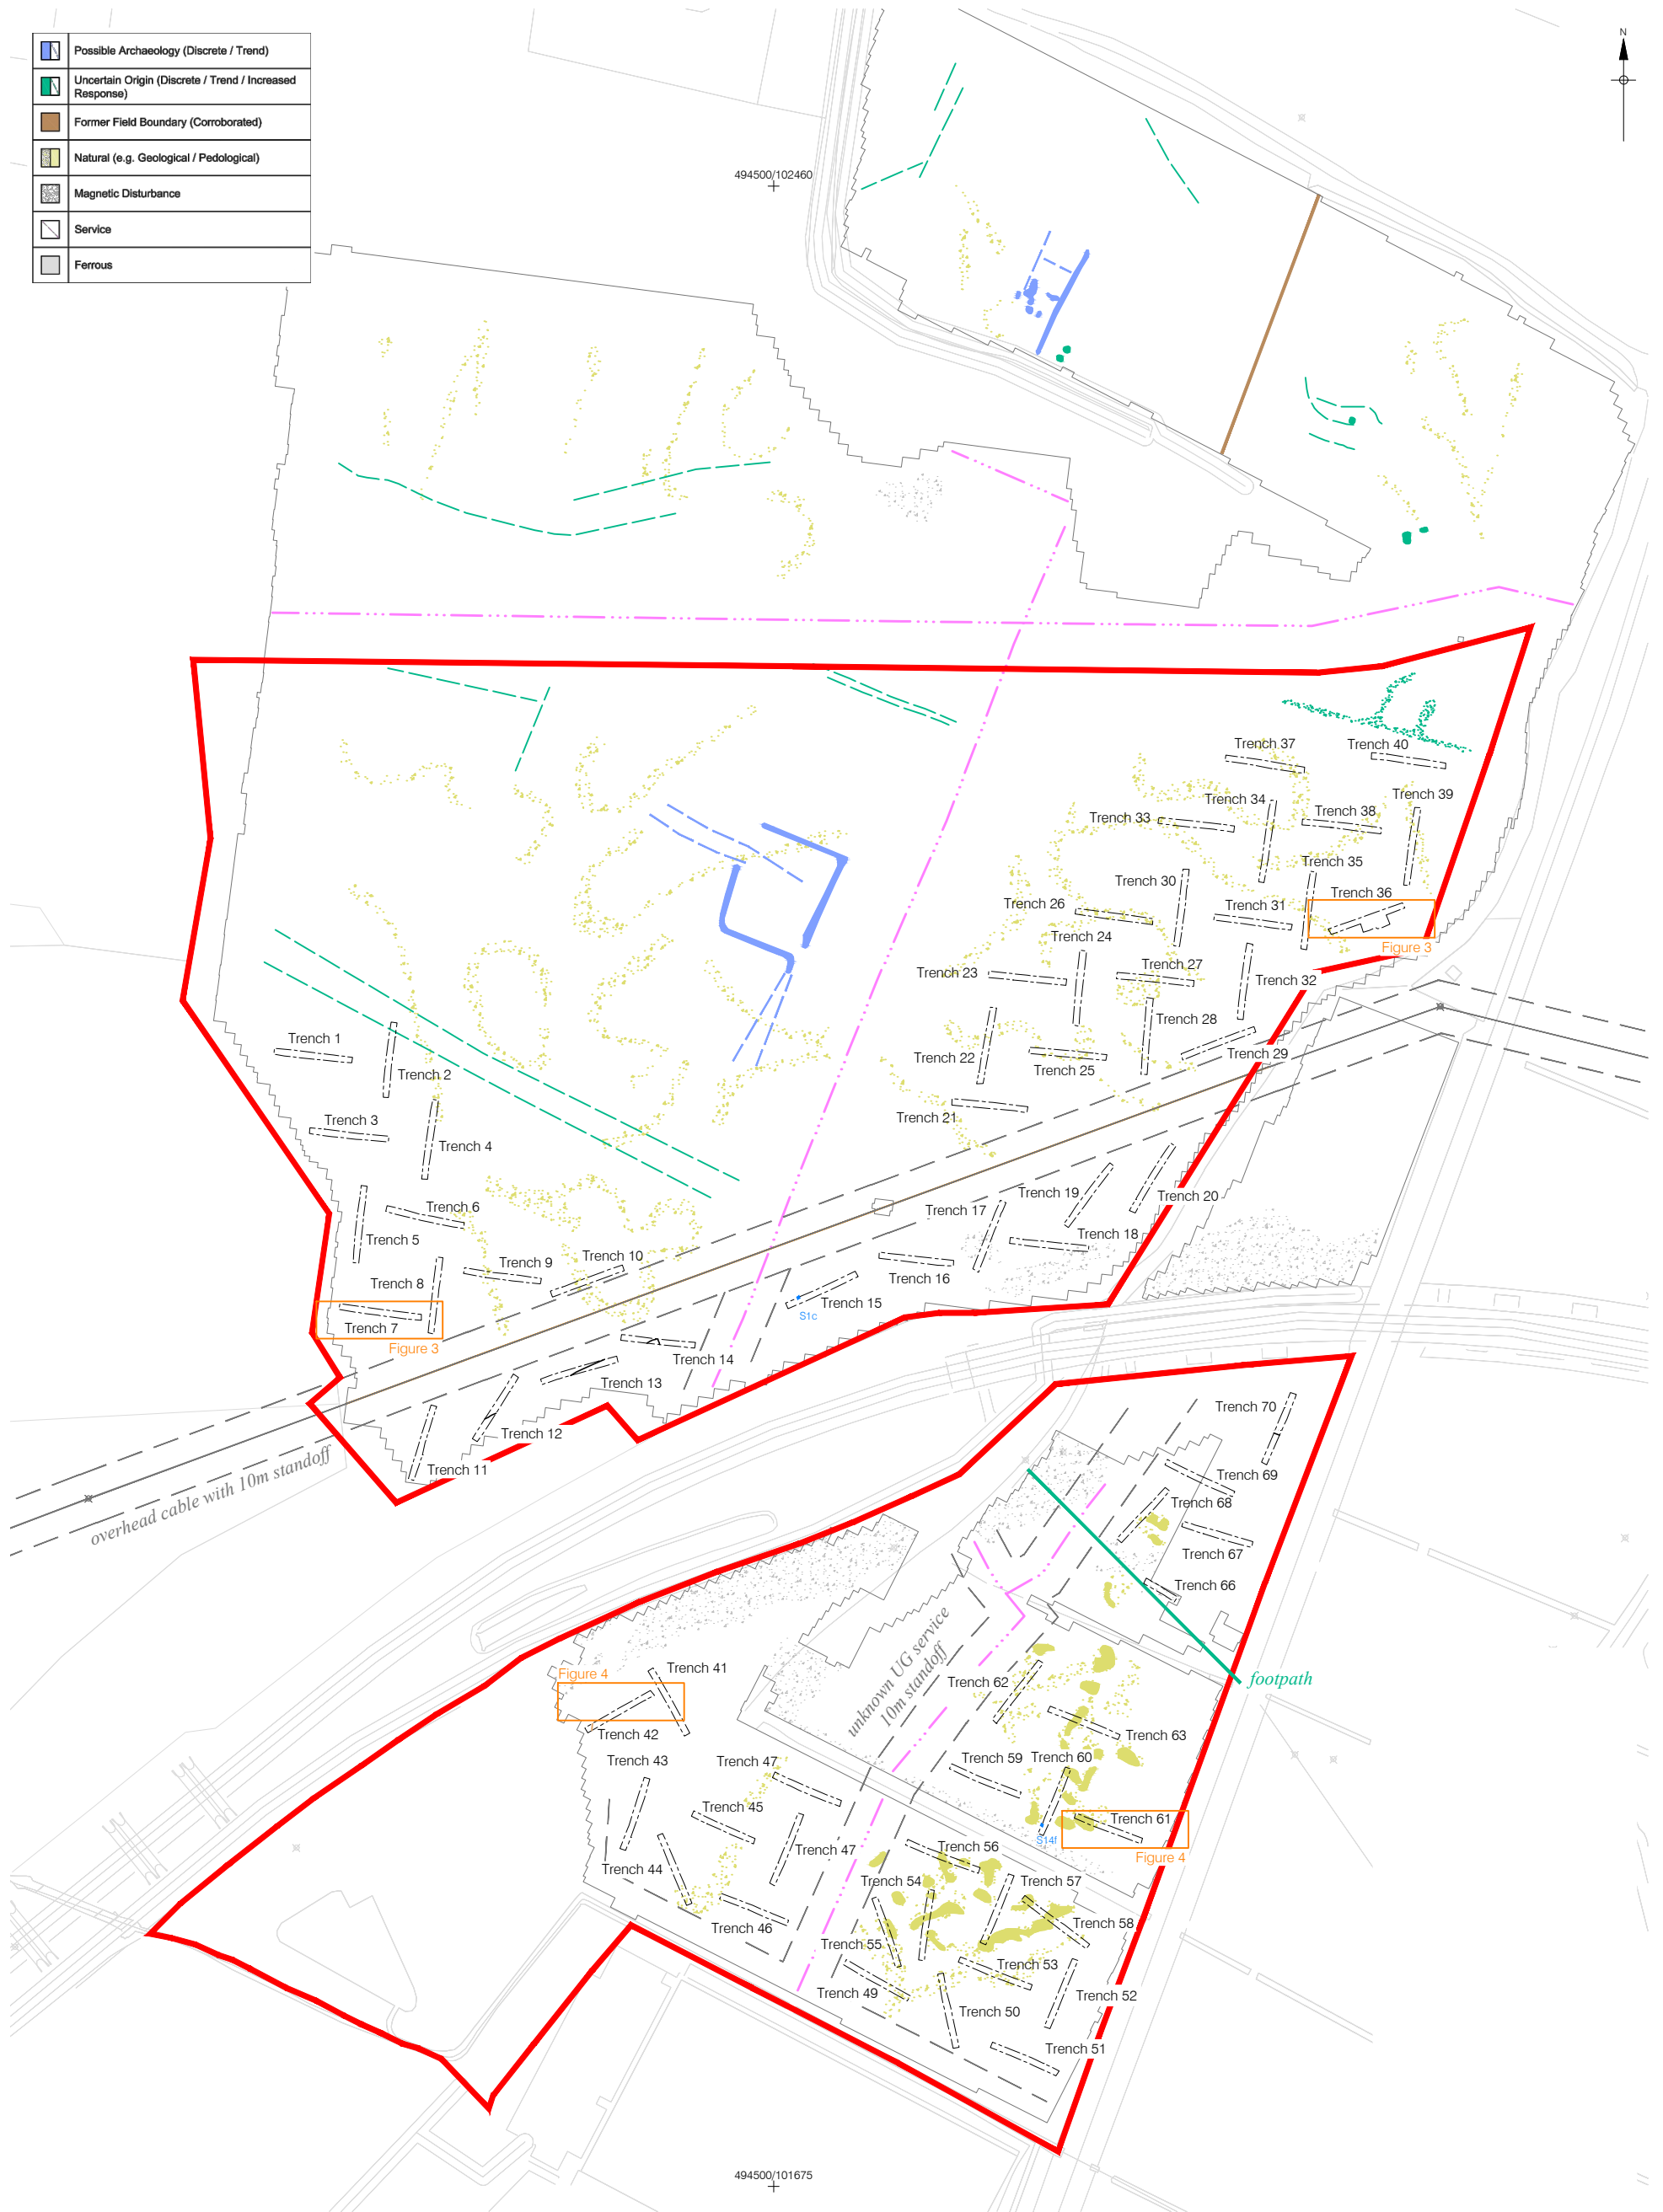 Possible Archaeology (Discrete / Trend)
Uncertain Origin (Discrete / Trend / Increased
Response)
Former Field Boundary (Corroborated)
Natural (e.g. Geological / Pedological)
Magnetic Disturbance
Service
Ferrous
N
494500/102460
Trench 37
Trench 40
Trench 34
Trench 39
Trench 33
Trench 38
Trench 35
Trench 30
Trench 36
Trench 26
Trench 31
Trench 24
Figure 3
Trench 23
Trench 27
Trench 32
Trench 28
Trench 1
Trench 22
Trench 29
Trench 25
Trench 2
Trench 21
Trench 3
Trench 4
Trench 19
Trench 20
Trench 6
Trench 17
Trench 5
Trench 18
Trench 10
Trench 9
Trench 8
Trench 16
Trench 15
S1c
Trench 7
Figure 3
Trench 14
Trench 13
Trench 12
Trench 11
overhead cable with 10m standoff
Trench 70
Trench 69
Trench 68
Trench 67
Trench 66
unknown UG service
10m standoff
footpath
Figure 4
Trench 41
Trench 62
Trench 42
Trench 63
Trench 43
Trench 47
Trench 59
Trench 60
Trench 45
Trench 61
S14f
Trench 47
Trench 56
Figure 4
Trench 44
Trench 54
Trench 57
Trench 46
Trench 58
Trench 55
Trench 53
Trench 49
Trench 52
Trench 50
Trench 51
494500/101675